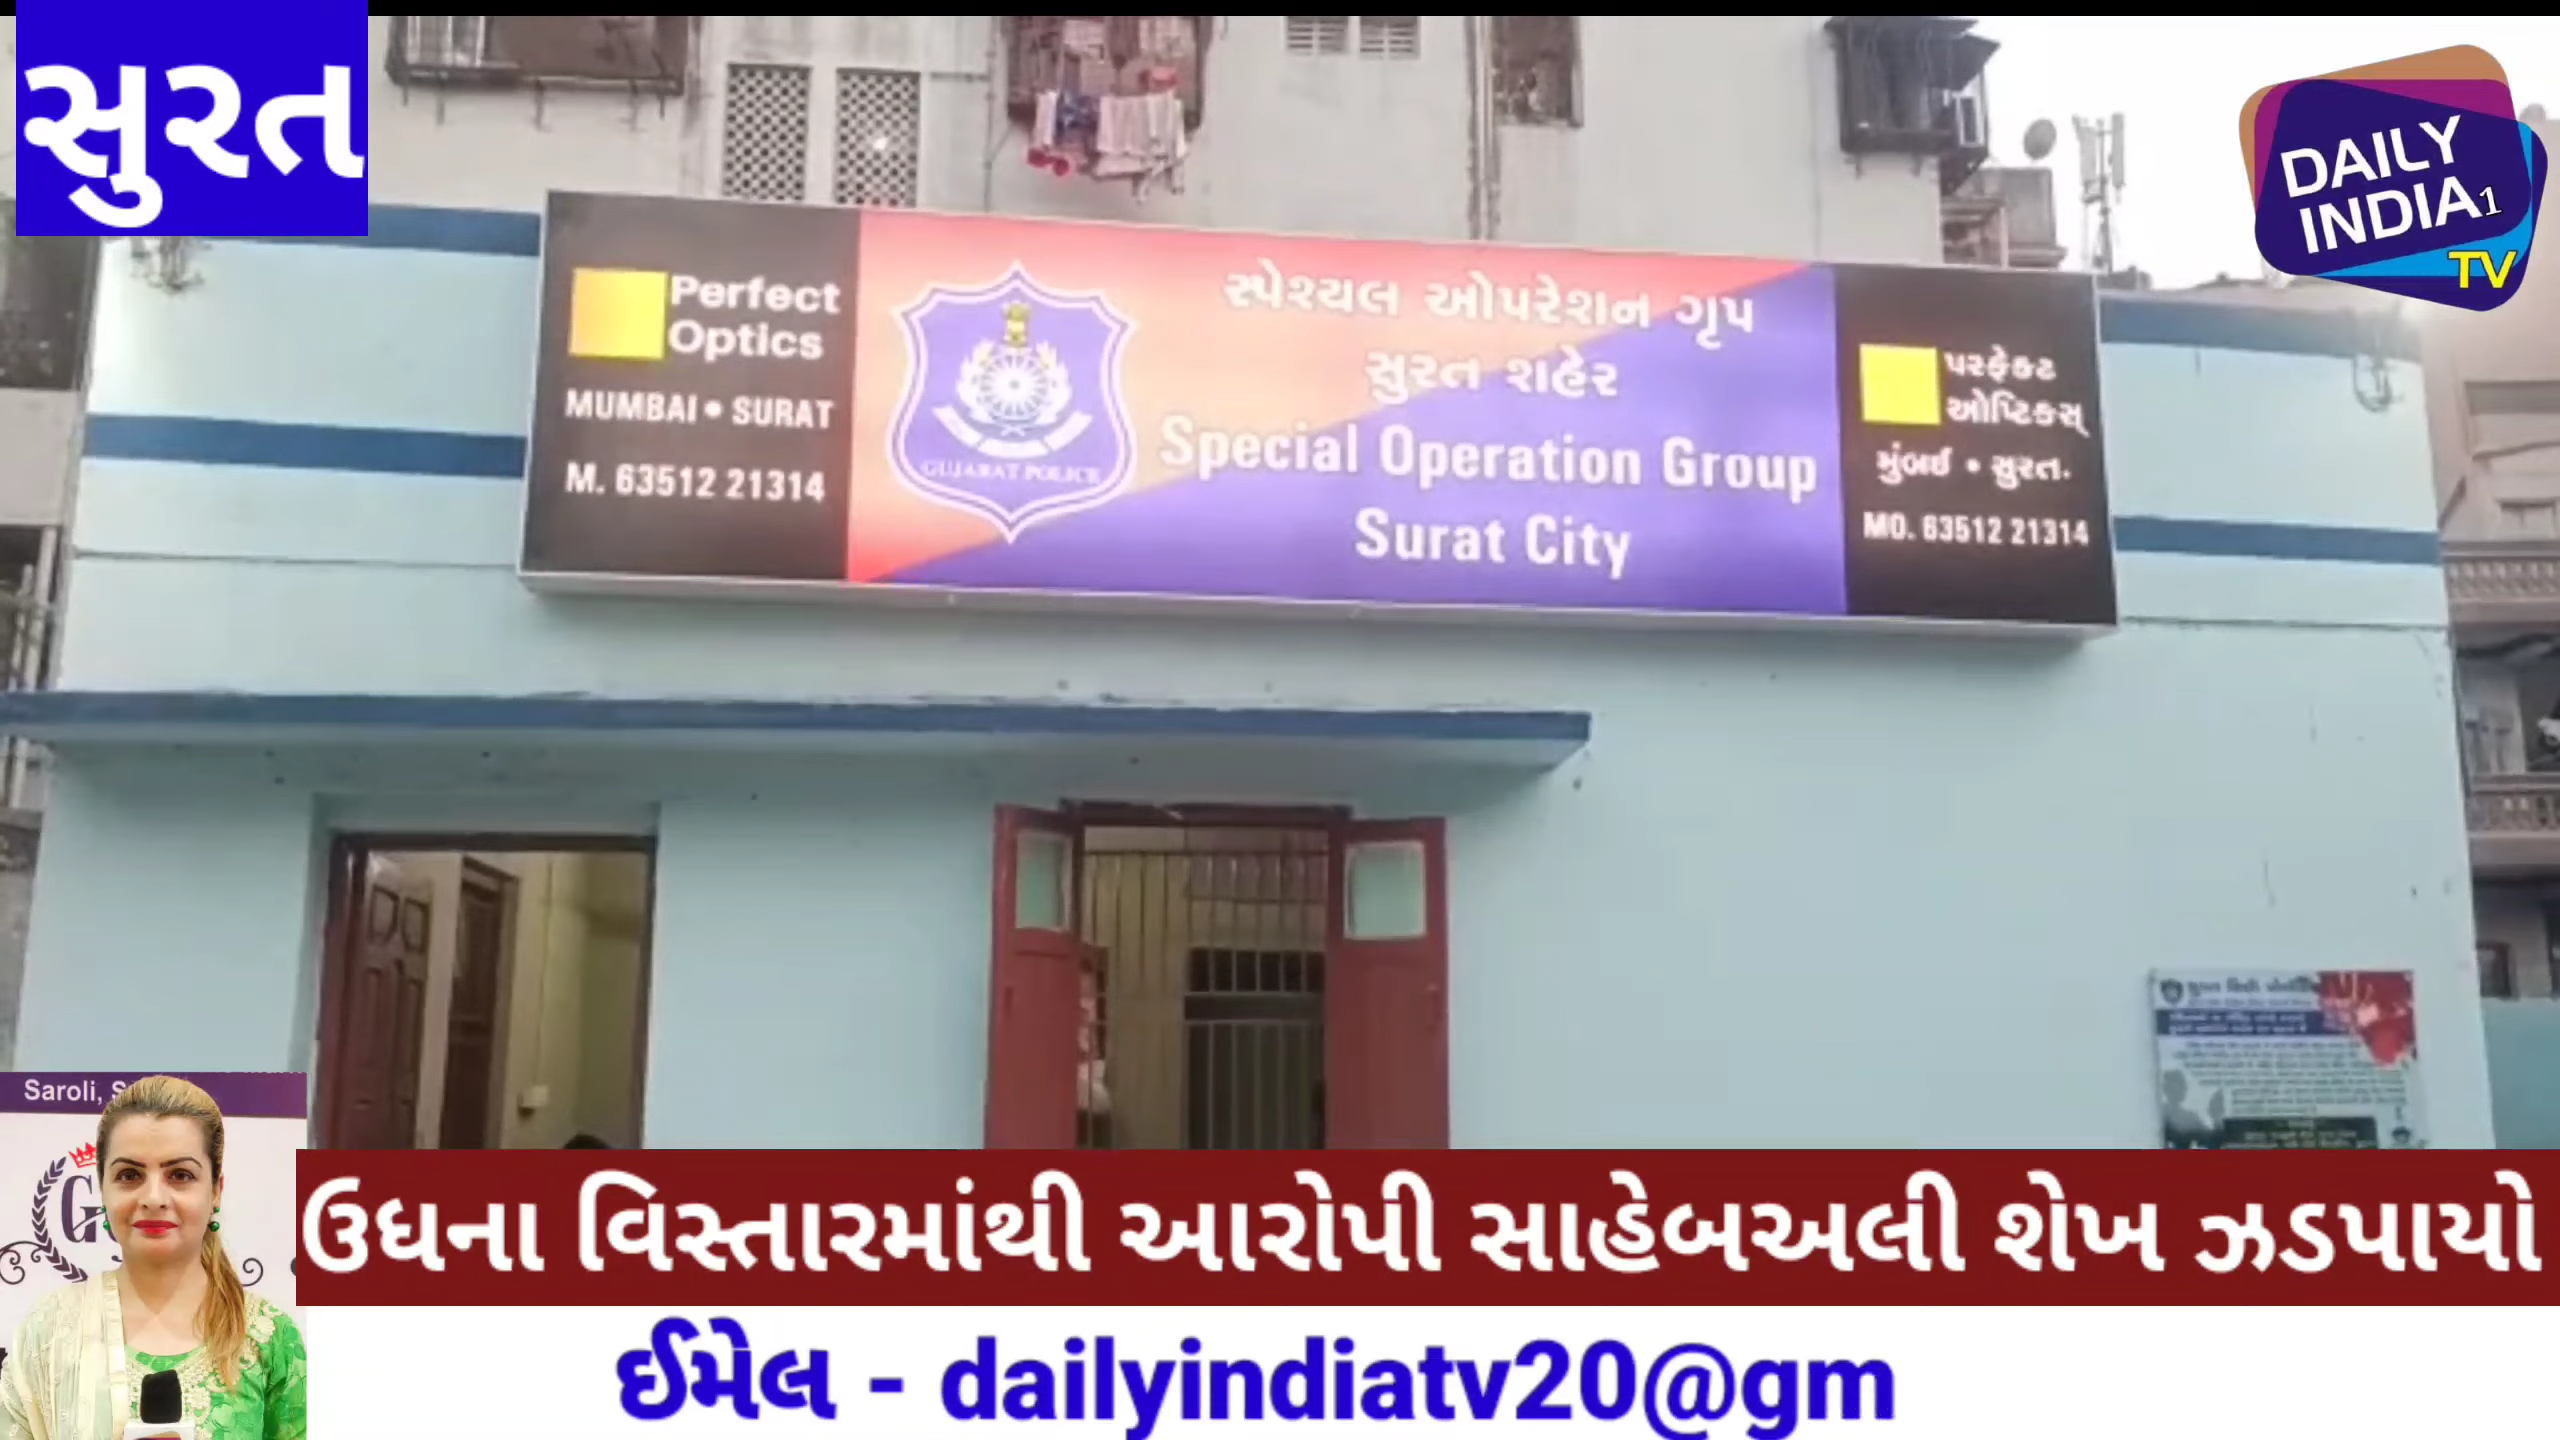 સુરત
DAILY
INDIA1
TV
Perfect
Optics
MUMBAI • SURAT
M. 63512 21314
GUJARAT POLICE
સ્પેશ્યલ ઓપરેશન ગૃપ
સુરત શહેર
Special Operation Group
Surat City
પરફેકટ
ઓપ્ટિકસ્
મુંબઈ • સુરત.
MO. 63512 21314
Saroli,
ઉધના વિસ્તારમાંથી આરોપી સાહેબઅલી શેખ ઝડપાયો
ઈમેલ - dailyindiatv20@gm